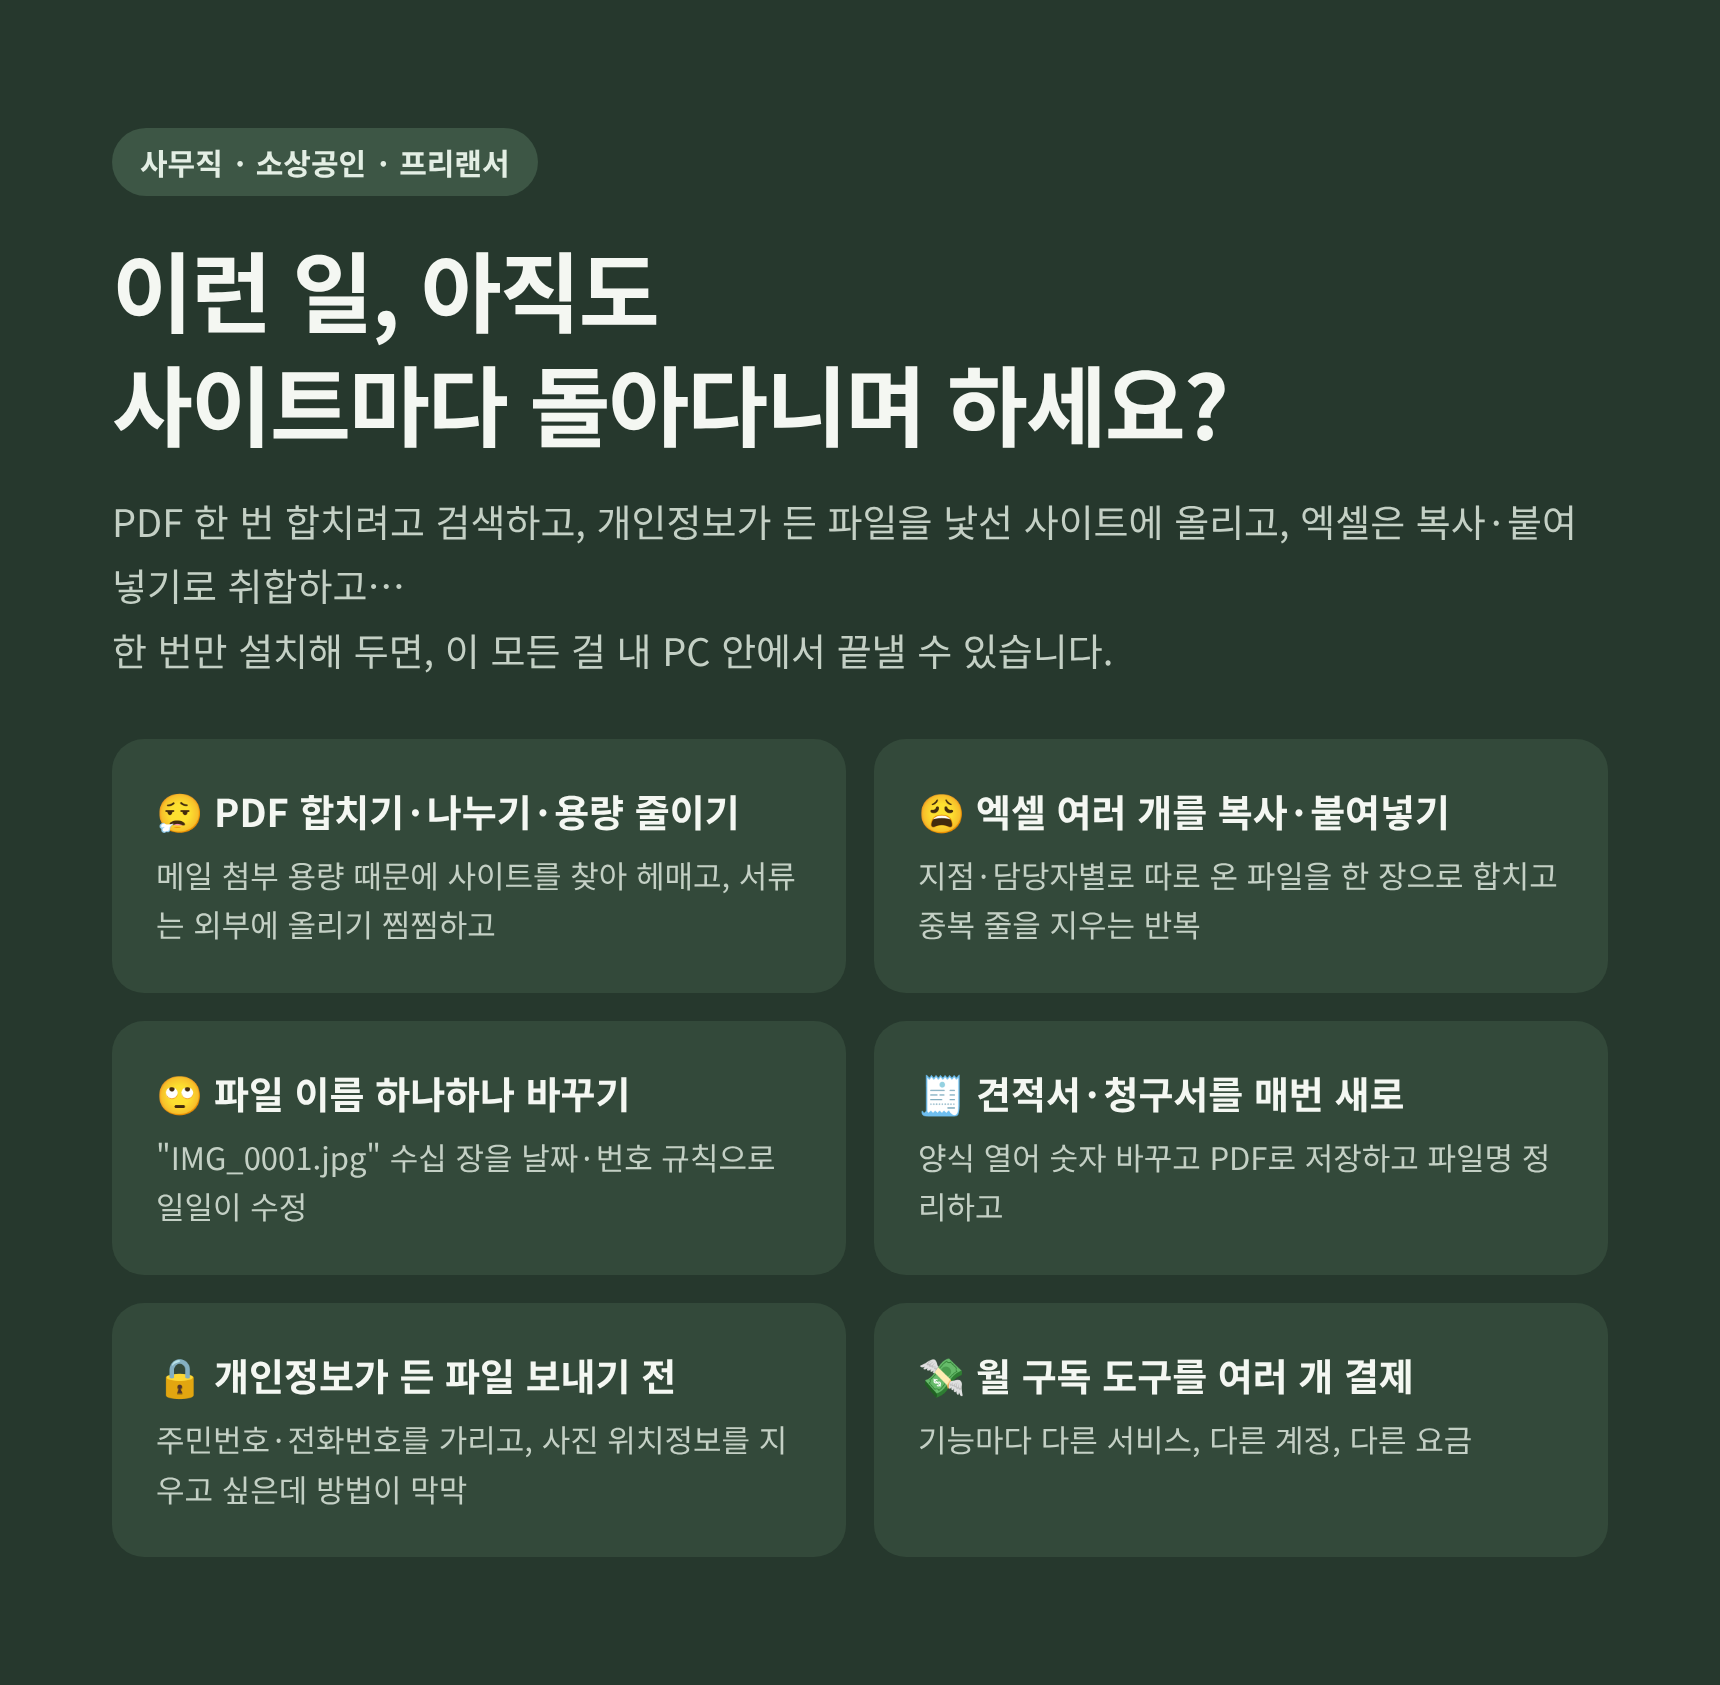 사무직 · 소상공인 · 프리랜서
이런 일, 아직도
사이트마다 돌아다니며 하세요?
PDF 한 번 합치려고 검색하고, 개인정보가 든 파일을 낯선 사이트에 올리고, 엑셀은 복사·붙여
넣기로 취합하고…
한 번만 설치해 두면, 이 모든 걸 내 PC 안에서 끝낼 수 있습니다.
😮‍💨 PDF 합치기·나누기·용량 줄이기
메일 첨부 용량 때문에 사이트를 찾아 헤매고, 서류
는 외부에 올리기 찜찜하고
😩 엑셀 여러 개를 복사·붙여넣기
지점·담당자별로 따로 온 파일을 한 장으로 합치고
중복 줄을 지우는 반복
🙄 파일 이름 하나하나 바꾸기
"IMG_0001.jpg" 수십 장을 날짜·번호 규칙으로
일일이 수정
🧾 견적서·청구서를 매번 새로
양식 열어 숫자 바꾸고 PDF로 저장하고 파일명 정
리하고
🔒 개인정보가 든 파일 보내기 전
주민번호·전화번호를 가리고, 사진 위치정보를 지
우고 싶은데 방법이 막막
💸 월 구독 도구를 여러 개 결제
기능마다 다른 서비스, 다른 계정, 다른 요금